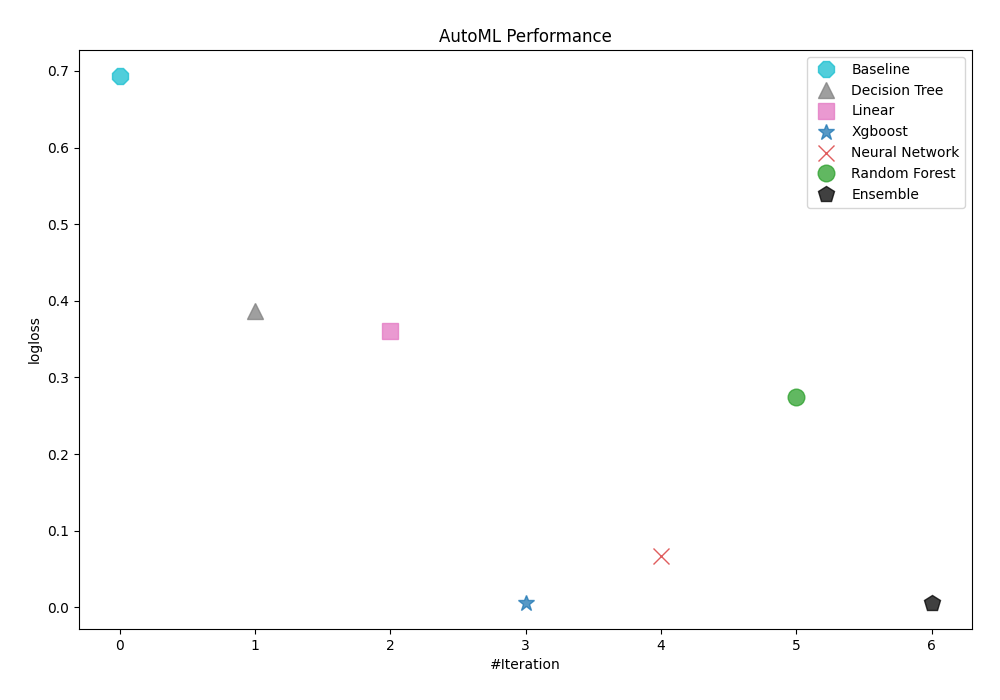 AutoML Performance
0.7
0.6
0.5
0.4
0.3
0.2
0.1
0.0
logloss
0 1 2 3 4 5 6
#Iteration
Baseline
Decision Tree
Linear
Xgboost
Neural Network
Random Forest
Ensemble